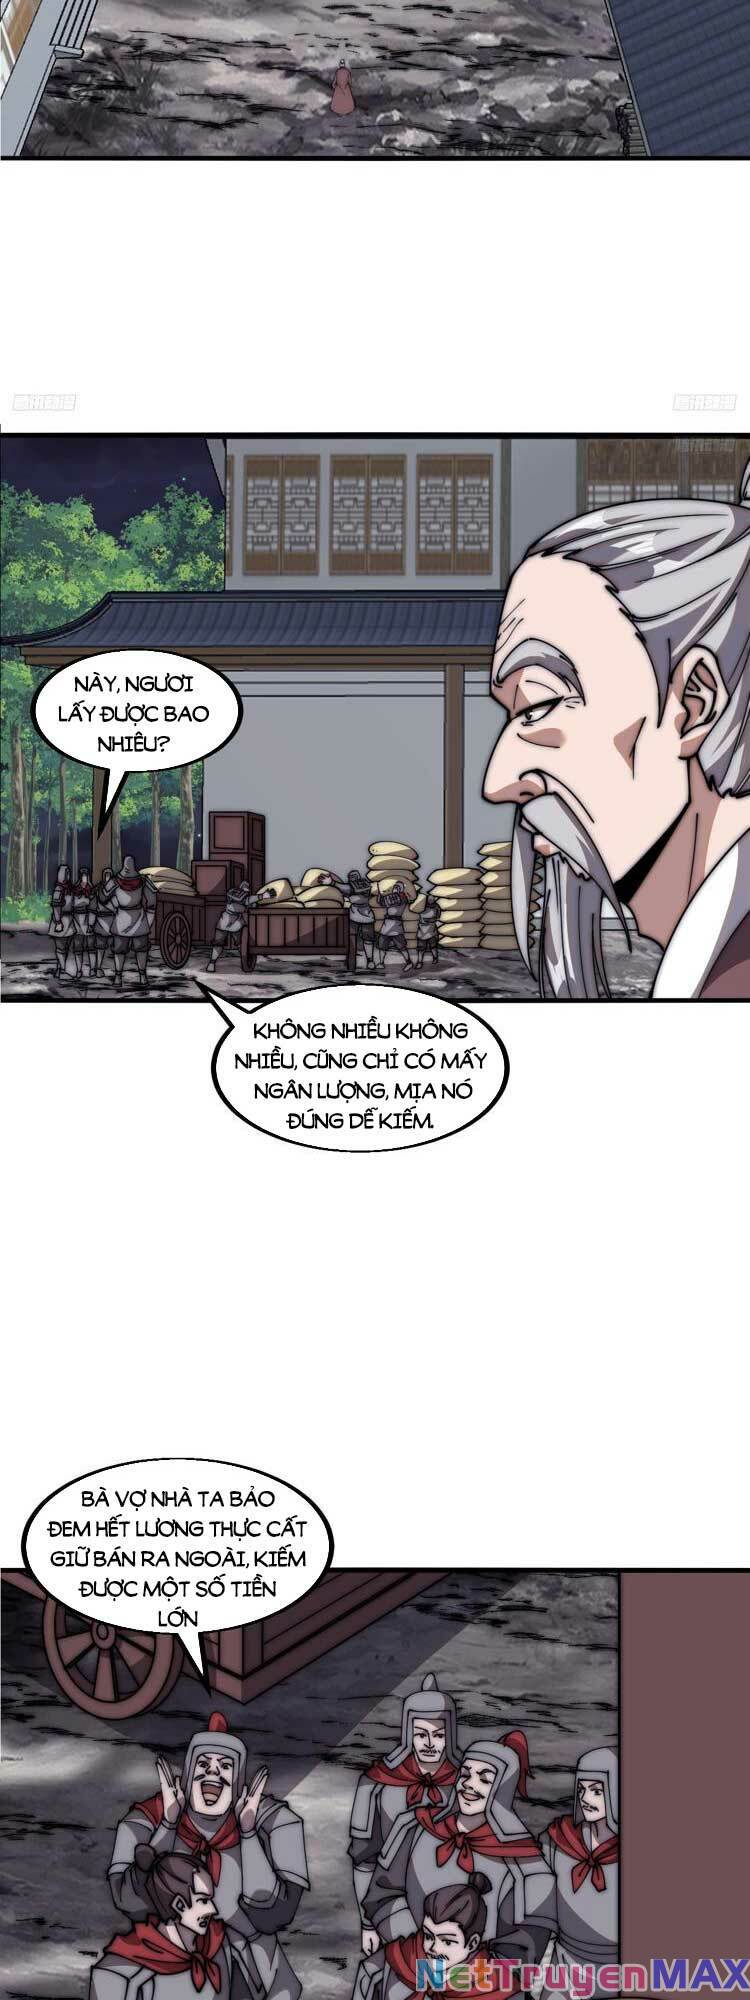 NÀY, NGƯƠI
LẤY ĐƯỢC BAO
NHIÊU?
KHÔNG NHIỀU KHÔNG
NHIỀU, CŨNG CHỈ CÓ MẤY
NGÂN LƯỢNG, MỊA NÓ
ĐÚNG DỄ KIẾM.
BÀ VỢ NHÀ TA BẢO
ĐEM HẾT LƯƠNG THỰC CẤT
GIỮ BÁN RA NGOÀI, KIẾM
ĐƯỢC MỘT SỐ TIỀN
LỚN
NETTRUYENMAX